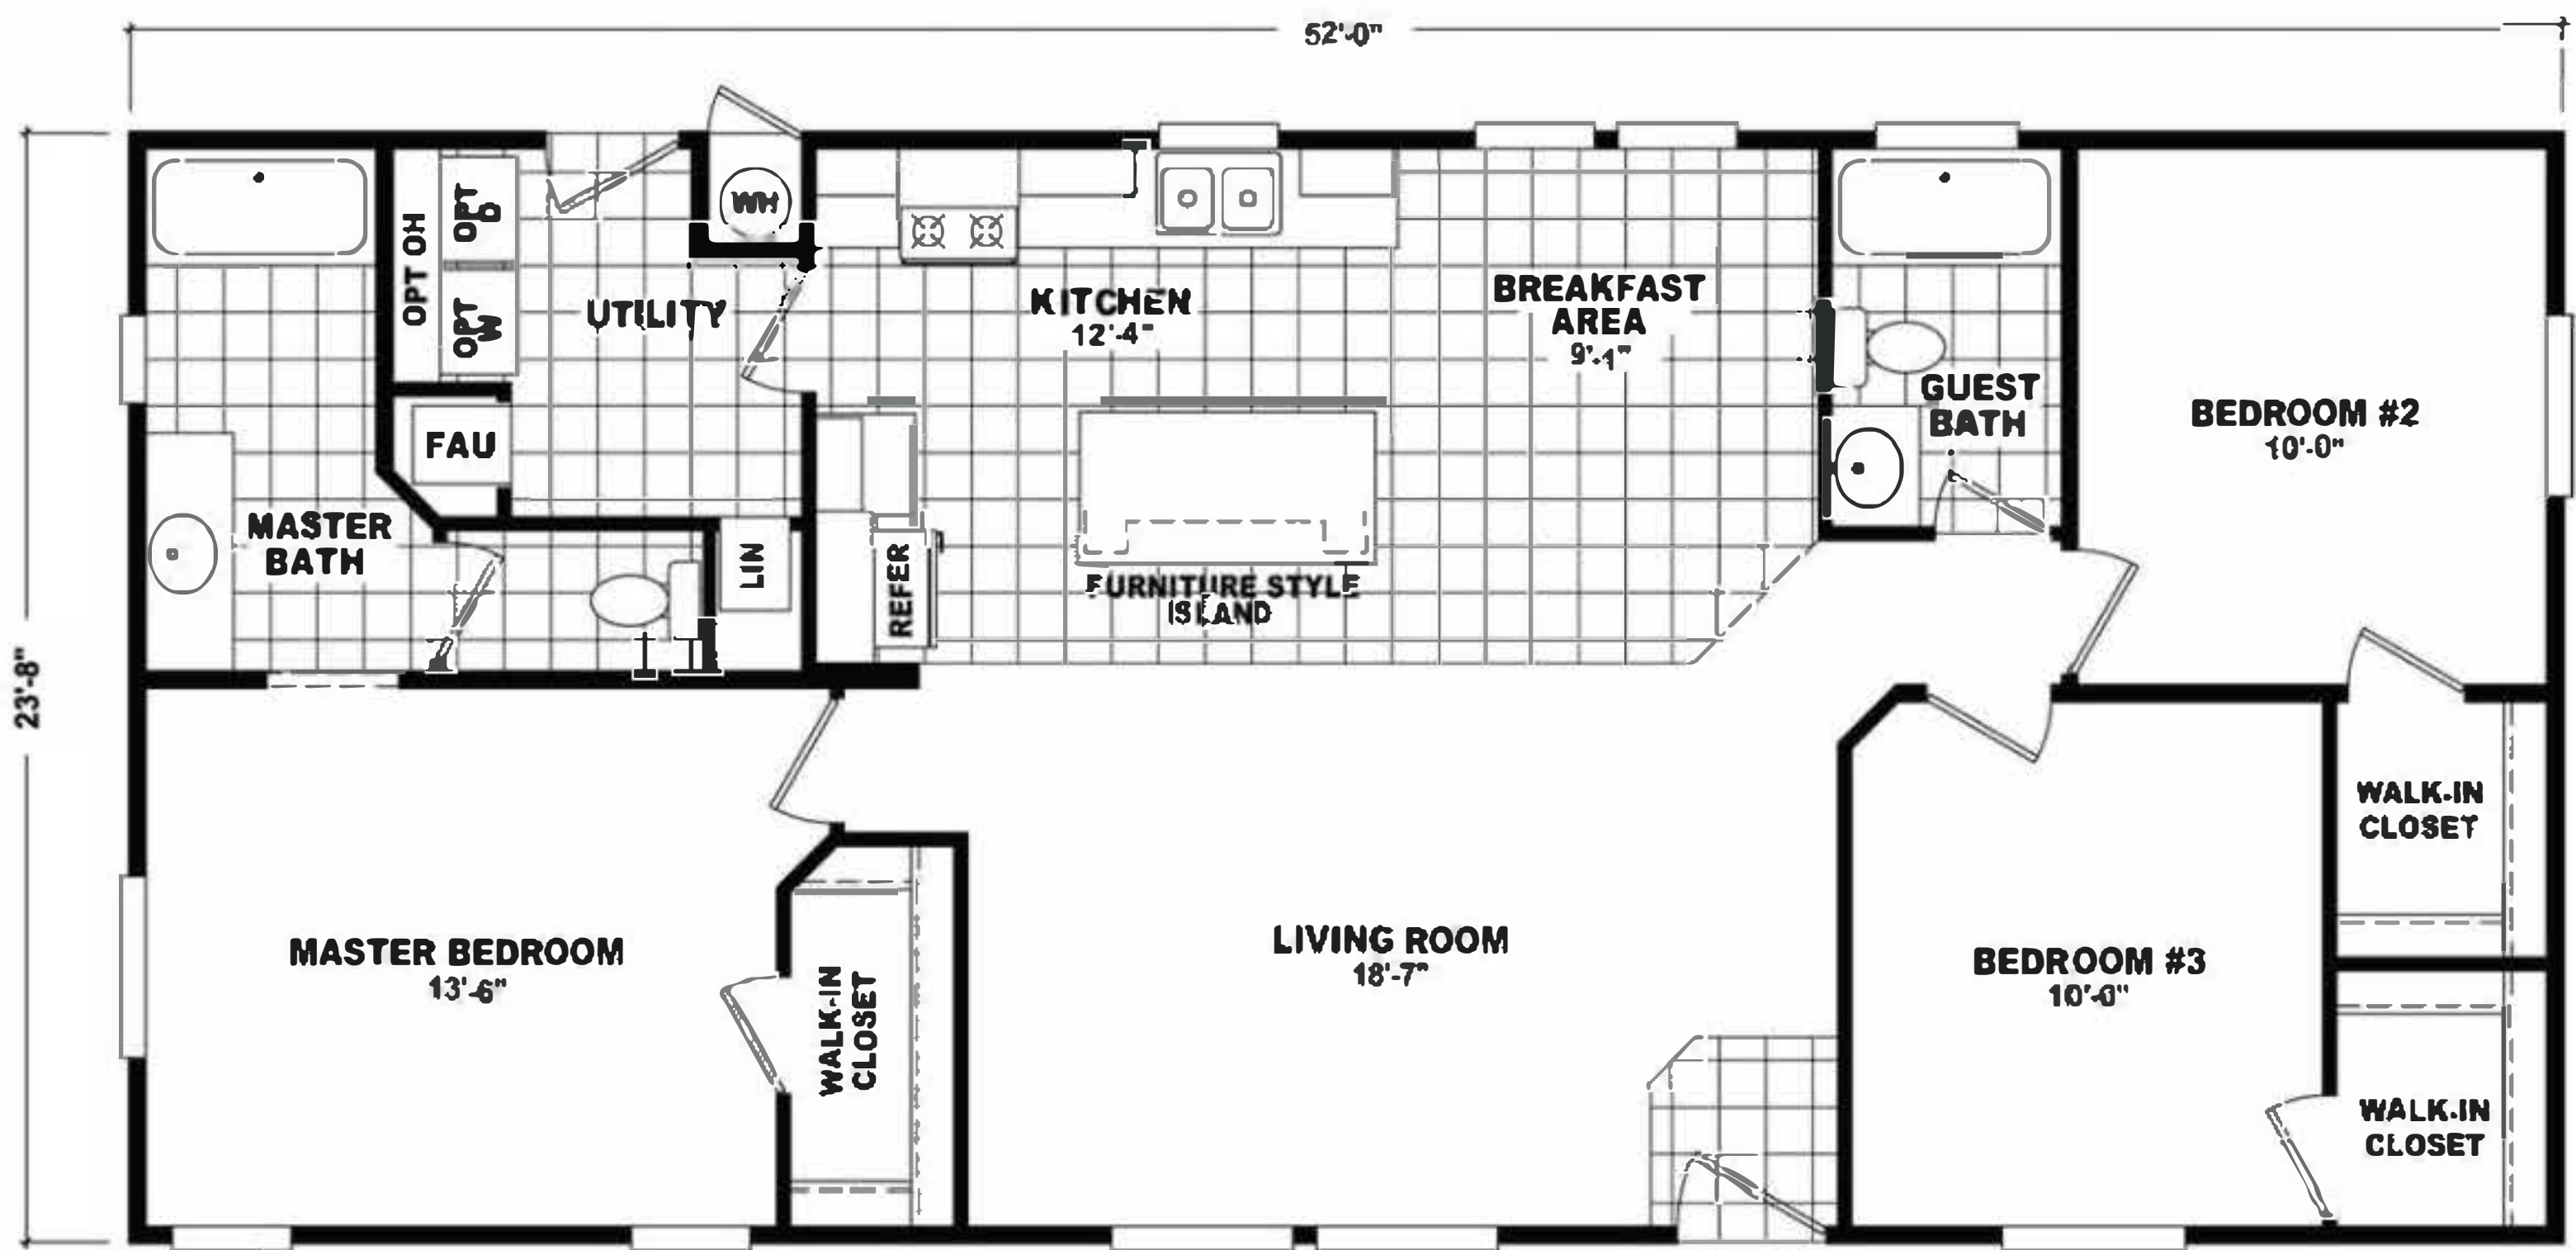 52'-0"
23'-8"
OPT OH
OPT
D
OPT
W
UTILITY
WH
KITCHEN
12'-4"
BREAKFAST
AREA
9'-1"
GUEST
BATH
BEDROOM #2
10'-0"
FAU
MASTER
BATH
LIN
REFER
FURNITURE STYLE
ISLAND
WALK-IN
CLOSET
MASTER BEDROOM
13'-6"
WALK-IN
CLOSET
LIVING ROOM
18'-7"
BEDROOM #3
10'-0"
WALK-IN
CLOSET